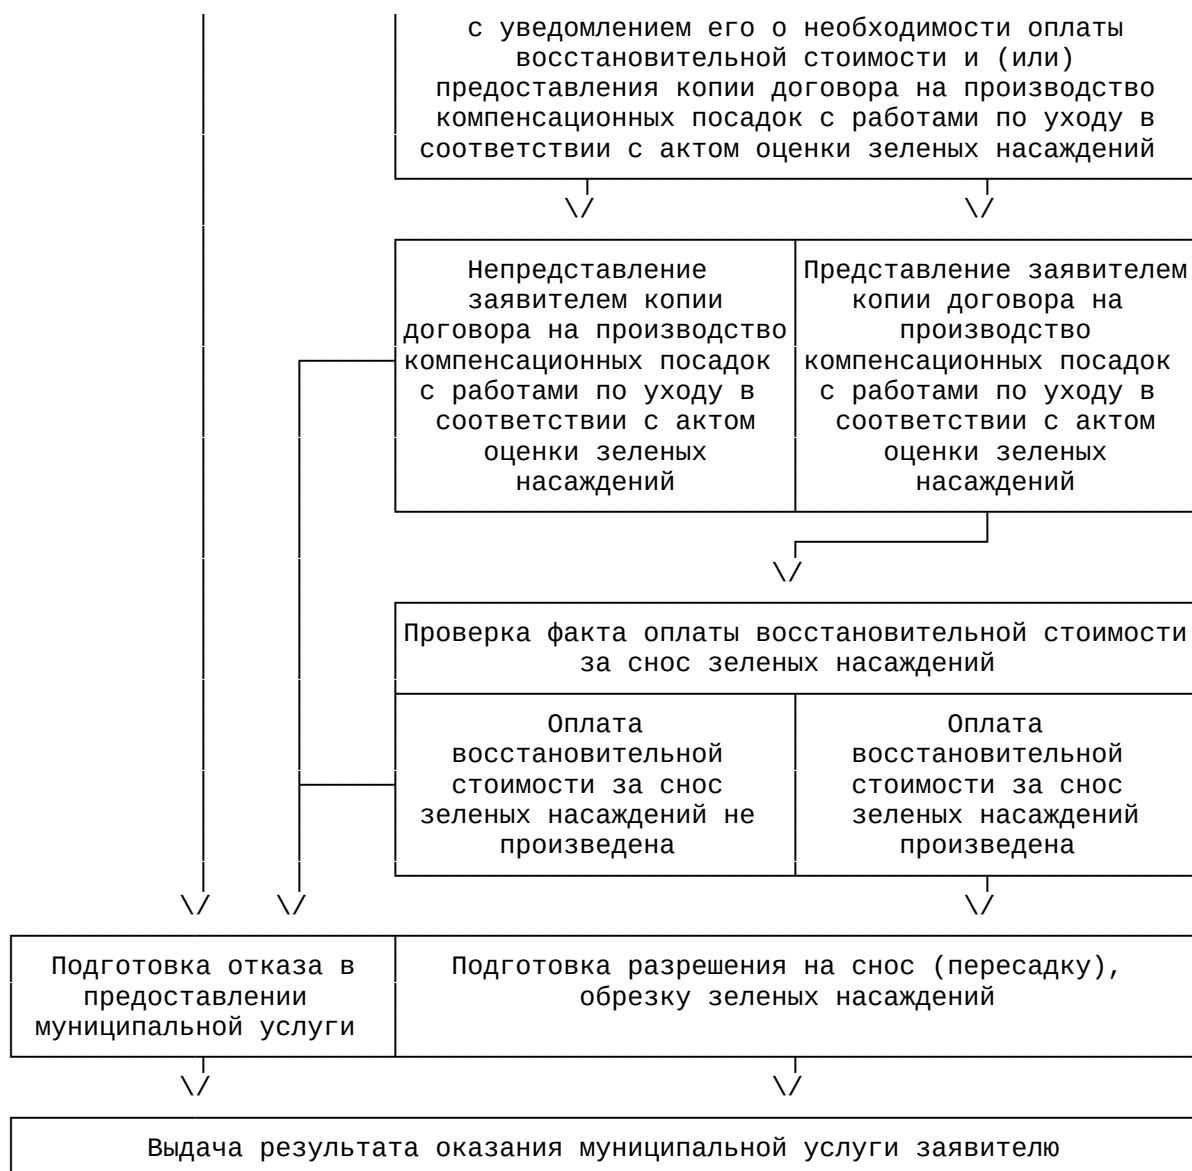 с уведомлением его о необходимости оплаты
восстановительной стоимости и (или)
предоставления копии договора на производство
компенсационных посадок с работами по уходу в
соответствии с актом оценки зеленых насаждений
\/ \/
Непредставление
заявителем копии
договора на производство
компенсационных посадок
с работами по уходу в
соответствии с актом
оценки зеленых
насаждений
Представление заявителем
копии договора на
производство
компенсационных посадок
с работами по уходу в
соответствии с актом
оценки зеленых
насаждений
\/
Проверка факта оплаты восстановительной стоимости
за снос зеленых насаждений
Оплата
восстановительной
стоимости за снос
зеленых насаждений не
произведена
Оплата
восстановительной
стоимости за снос
зеленых насаждений
произведена
\/ \/ \/
Подготовка отказа в
предоставлении
муниципальной услуги
Подготовка разрешения на снос (пересадку),
обрезку зеленых насаждений
\/ \/
Выдача результата оказания муниципальной услуги заявителю